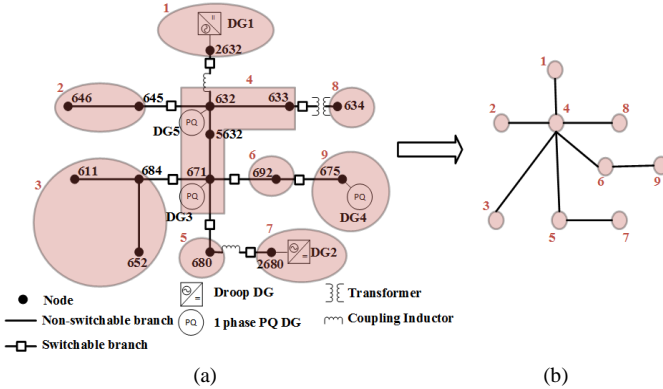 1
DG1
2632
2
4
8
646
645
632
633
634
PQ
DG5
5632
3
6
9
611
684
671
692
675
PQ
PQ
DG3
DG4
652
5
7
680
2680
DG2
Node
Non-switchable branch
Switchable branch
Droop DG
PQ
1 phase PQ DG
Transformer
Coupling Inductor
(a)
1
2
4
8
6
9
3
5
7
(b)